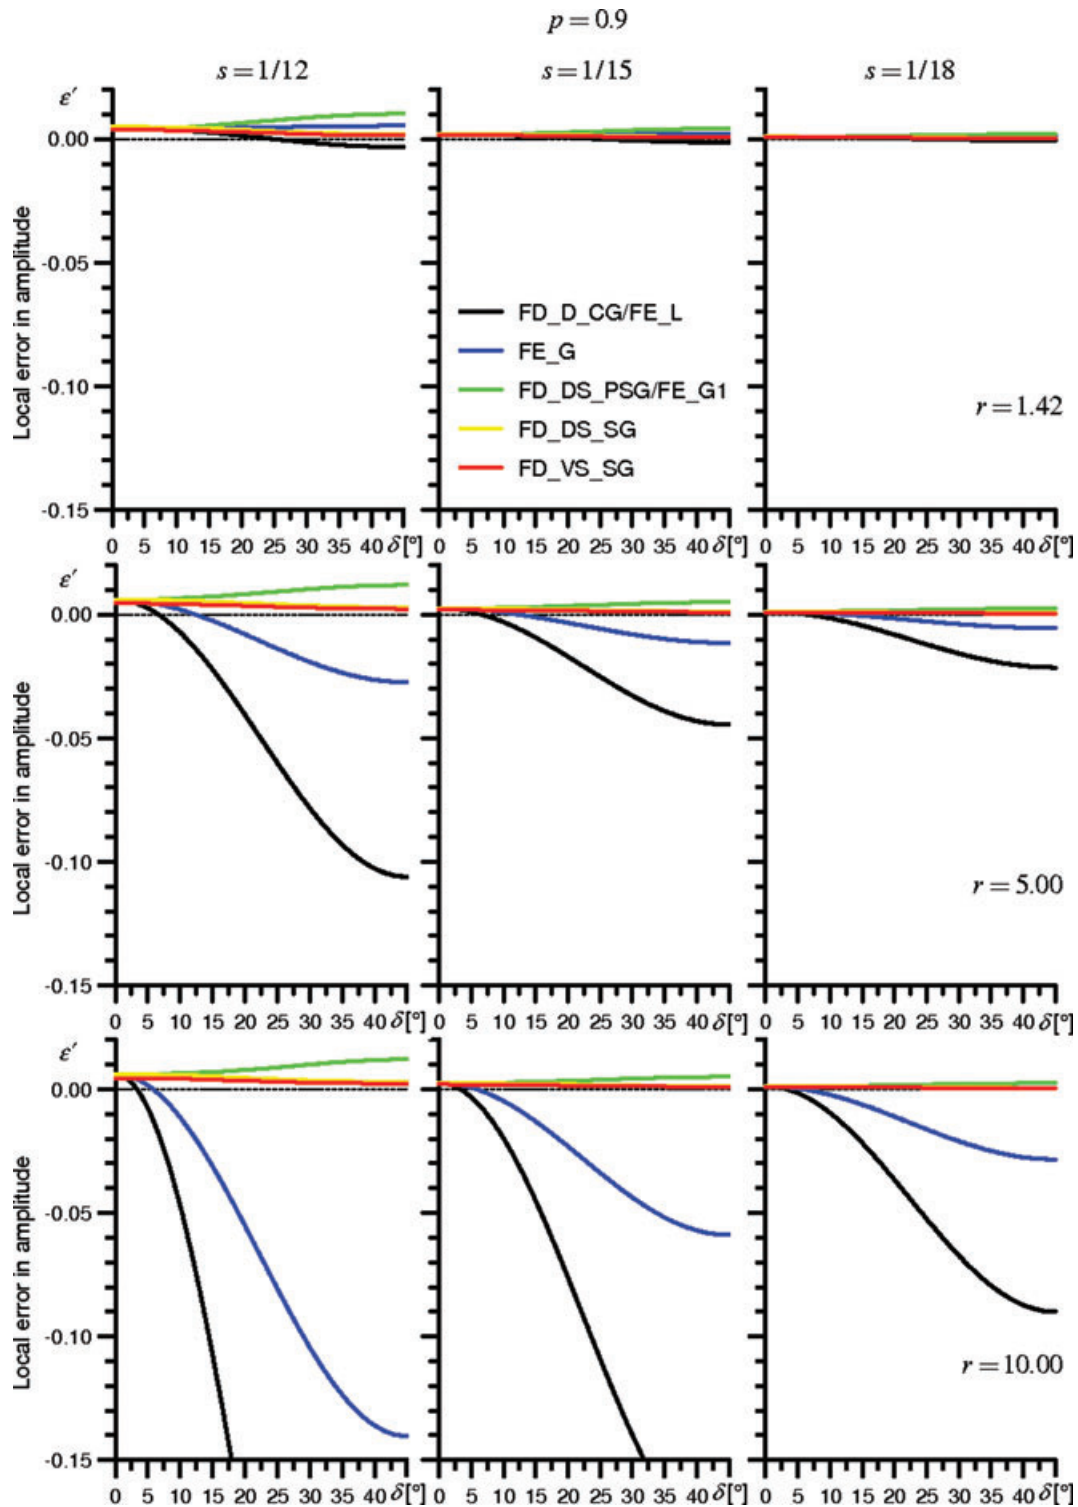 p = 0.9
s = 1/12 s = 1/15 s = 1/18
ε′
0.00
-0.05
-0.10
-0.15
Local error in amplitude
FD_D_CG/FE_L
FE_G
FD_DS_PSG/FE_G1
FD_DS_SG
FD_VS_SG
r = 1.42
0 5 10 15 20 25 30 35 40 δ[°] 0 5 10 15 20 25 30 35 40 δ[°] 0 5 10 15 20 25 30 35 40 δ[°]
ε′
0.00
-0.05
-0.10
-0.15
Local error in amplitude
r = 5.00
0 5 10 15 20 25 30 35 40 δ[°] 0 5 10 15 20 25 30 35 40 δ[°] 0 5 10 15 20 25 30 35 40 δ[°]
ε′
0.00
-0.05
-0.10
-0.15
Local error in amplitude
r = 10.00
0 5 10 15 20 25 30 35 40 δ[°] 0 5 10 15 20 25 30 35 40 δ[°] 0 5 10 15 20 25 30 35 40 δ[°]